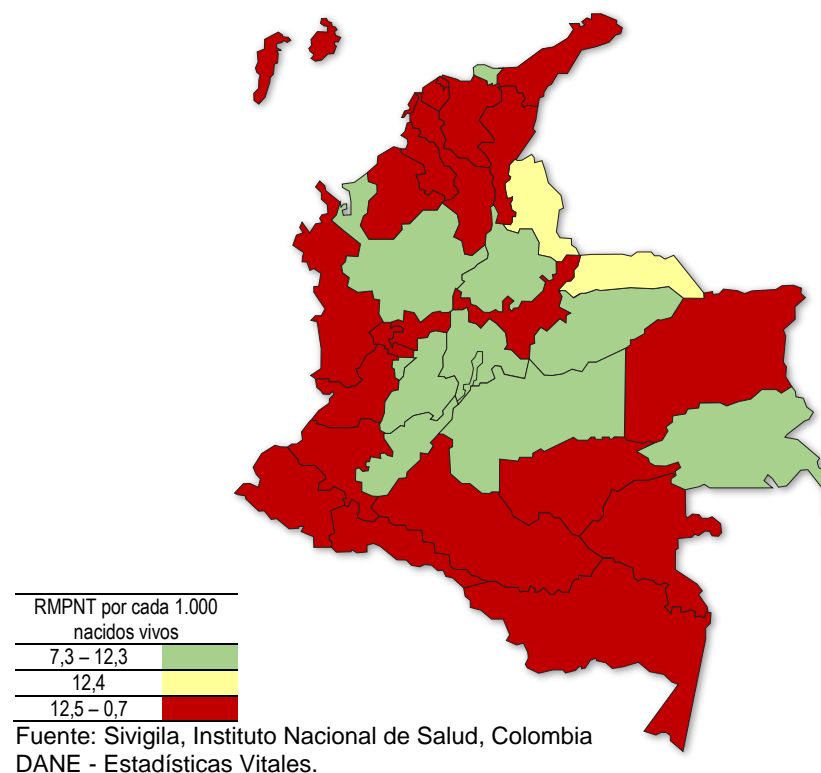 RMPNT por cada 1.000
nacidos vivos
7,3 – 12,3
12,4
12,5 – 0,7
Fuente: Sivigila, Instituto Nacional de Salud, Colombia
DANE - Estadísticas Vitales.